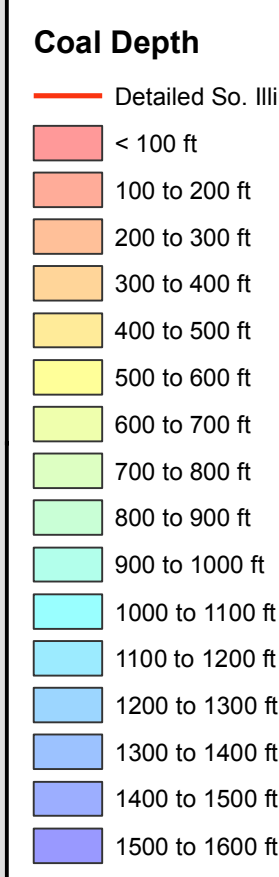 Coal Depth
Detailed So. Illi
< 100 ft
100 to 200 ft
200 to 300 ft
300 to 400 ft
400 to 500 ft
500 to 600 ft
600 to 700 ft
700 to 800 ft
800 to 900 ft
900 to 1000 ft
1000 to 1100 ft
1100 to 1200 ft
1200 to 1300 ft
1300 to 1400 ft
1400 to 1500 ft
1500 to 1600 ft